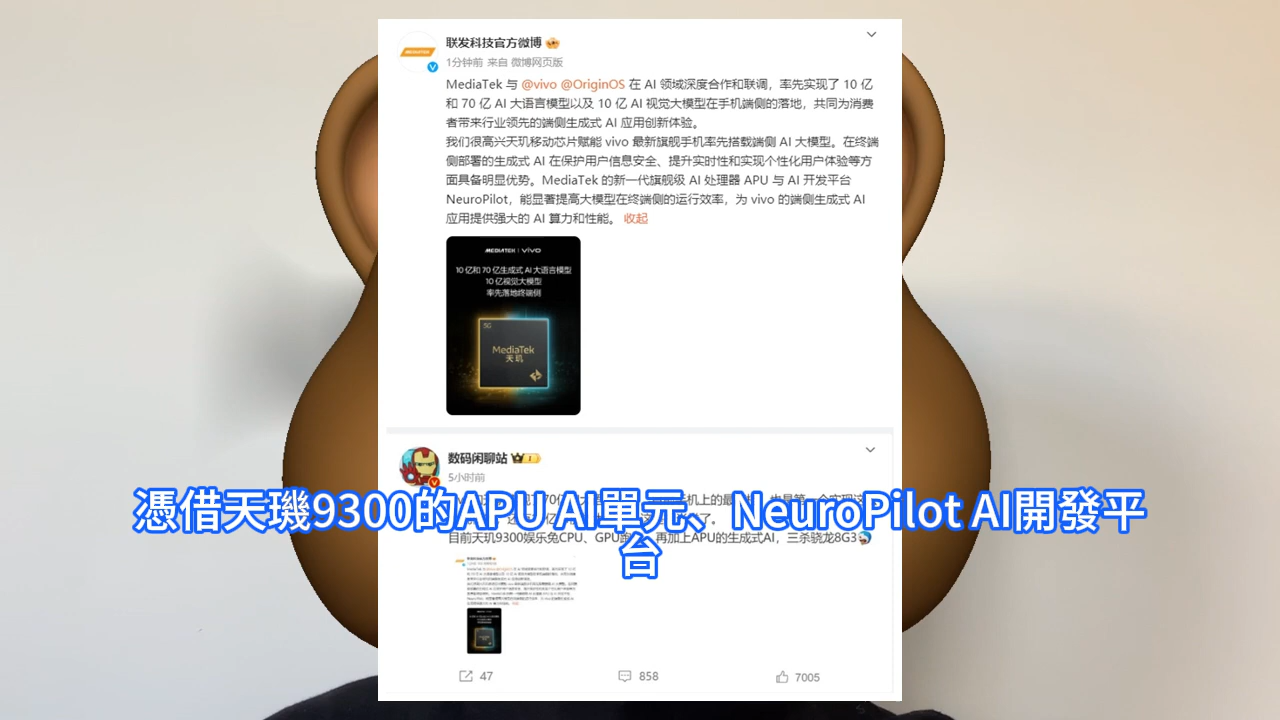 联发科技官方微博
1分钟前 来自 微博网页版
MediaTek 与 @vivo @OriginOS 在 AI 领域深度合作和联调，率先实现了 10 亿
和 70 亿 AI 大语言模型以及 10 亿 AI 视觉大模型在手机端侧的落地，共同为消费
者带来行业领先的端侧生成式 AI 应用创新体验。
我们很高兴天玑移动芯片赋能 vivo 最新旗舰手机率先搭载端侧 AI 大模型。在终端
侧部署的生成式 AI 在保护用户信息安全、提升实时性和实现个性化用户体验等方
面具备明显优势。MediaTek 的新一代旗舰级 AI 处理器 APU 与 AI 开发平台
NeuroPilot，能显著提高大模型在终端侧的运行效率，为 vivo 的端侧生成式 AI
应用提供强大的 AI 算力和性能。 收起
MEDIATEK | vivo
10 亿和 70 亿生成式 AI 大语言模型
10 亿视觉大模型
率先落地终端侧
5G
MediaTek
天玑
数码闲聊站
5小时前
憑借天璣9300的APU AI單元、NeuroPilot AI開發平
台
目前天玑9300娱乐兔CPU、GPU跑 再加上APU的生成式AI，三杀骁龙8G3
47
858
7005